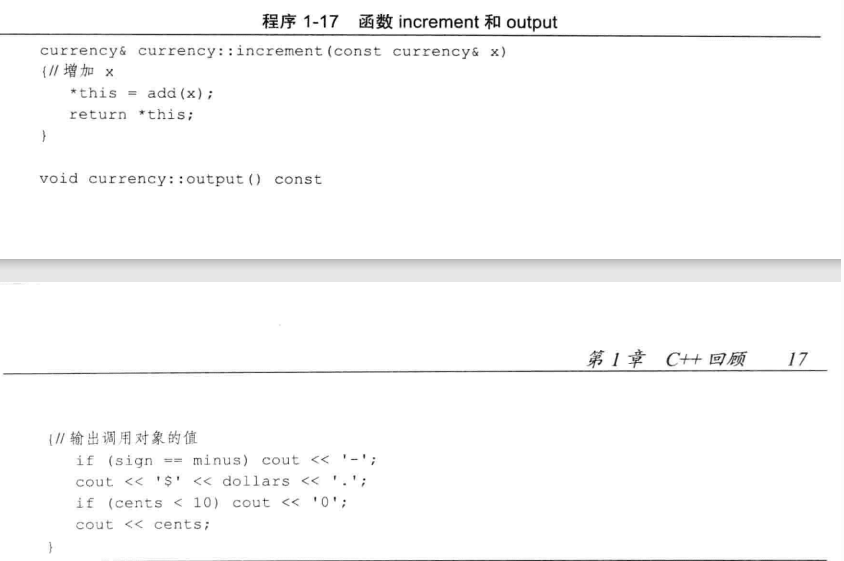 程序 1-17 函数 increment 和 output
currency& currency::increment(const currency& x)
{// 增加 x
*this = add(x);
return *this;
}
void currency::output() const
第 1 章 C++ 回顾 17
{// 输出调用对象的值
if (sign == minus) cout << '-';
cout << '$' << dollars << '.';
if (cents < 10) cout << '0';
cout << cents;
}